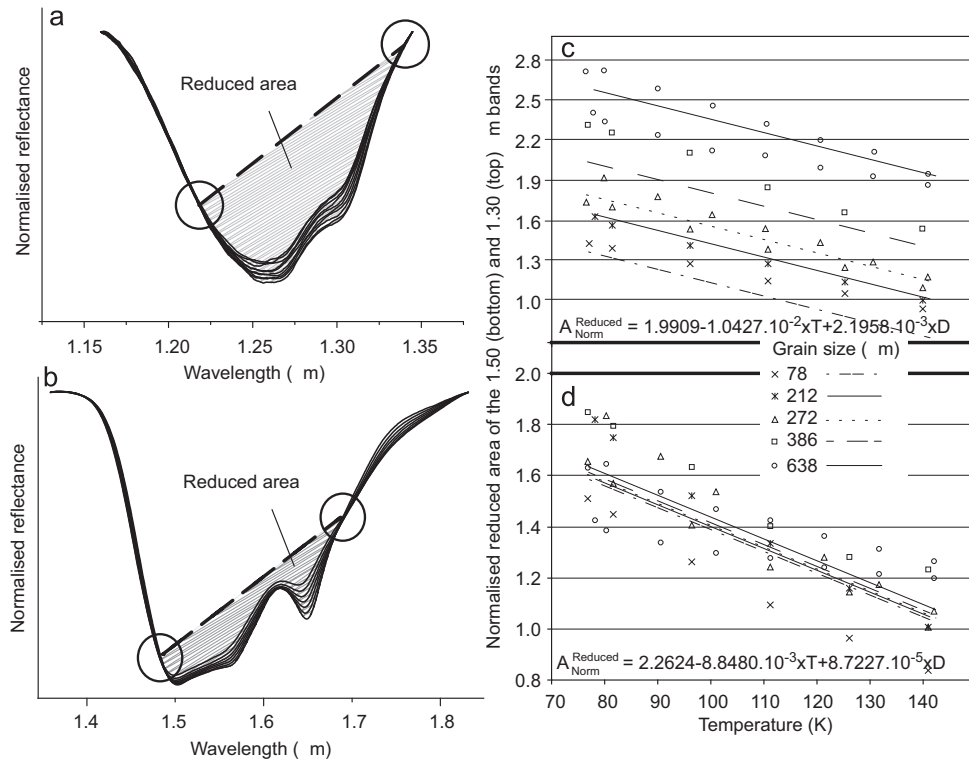 a
Reduced area
Normalised reflectance
1.15 1.20 1.25 1.30 1.35
Wavelength ( m)
b
Reduced area
Normalised reflectance
1.4 1.5 1.6 1.7 1.8
Wavelength ( m)
Normalised reduced area of the 1.50 (bottom) and 1.30 (top) m bands
c
2.8
2.5
2.2
1.9
1.6
1.3
1.0
A Reduced Norm = 1.9909-1.0427.10-2xT+2.1958.10-3xD
Grain size ( m)
78
212
272
386
638
d
2.0
1.8
1.6
1.4
1.2
1.0
0.8
A Reduced Norm = 2.2624-8.8480.10-3xT+8.7227.10-5xD
70 80 90 100 110 120 130 140
Temperature (K)